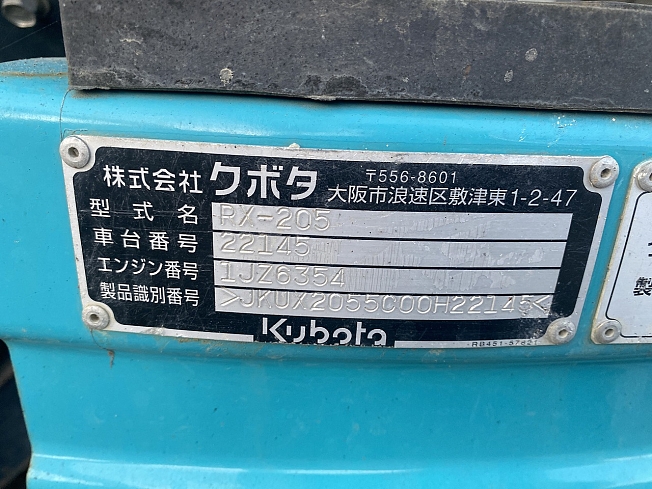 株式会社 クボタ 〒556-8601
大阪市浪速区敷津東1-2-47
型式名 RX-205
車台番号 22145
エンジン番号 1JZ6354
製品識別番号 >JKUX2055C00H22145<
Kubota
製